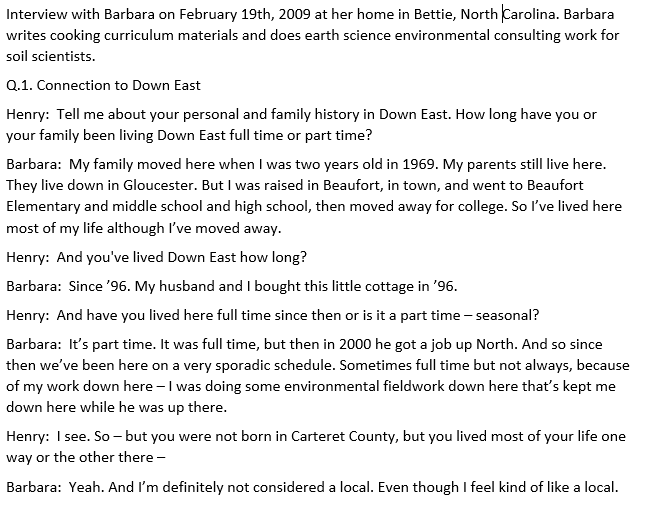 Interview with Barbara on February 19th, 2009 at her home in Bettie, North Carolina. Barbara
writes cooking curriculum materials and does earth science environmental consulting work for
soil scientists.
Q.1. Connection to Down East
Henry:  Tell me about your personal and family history in Down East. How long have you or
your family been living Down East full time or part time?
Barbara:  My family moved here when I was two years old in 1969. My parents still live here.
They live down in Gloucester. But I was raised in Beaufort, in town, and went to Beaufort
Elementary and middle school and high school, then moved away for college. So I’ve lived here
most of my life although I’ve moved away.
Henry:  And you've lived Down East how long?
Barbara:  Since ’96. My husband and I bought this little cottage in ’96.
Henry:  And have you lived here full time since then or is it a part time – seasonal?
Barbara:  It’s part time. It was full time, but then in 2000 he got a job up North. And so since
then we’ve been here on a very sporadic schedule. Sometimes full time but not always, because
of my work down here – I was doing some environmental fieldwork down here that’s kept me
down here while he was up there.
Henry:  I see. So – but you were not born in Carteret County, but you lived most of your life one
way or the other there –
Barbara:  Yeah. And I’m definitely not considered a local. Even though I feel kind of like a local.